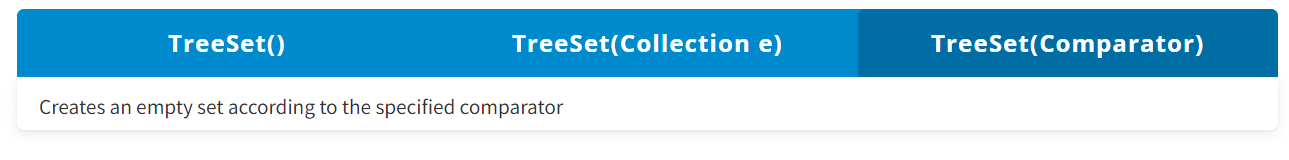 TreeSet() TreeSet(Collection e) TreeSet(Comparator)
Creates an empty set according to the specified comparator